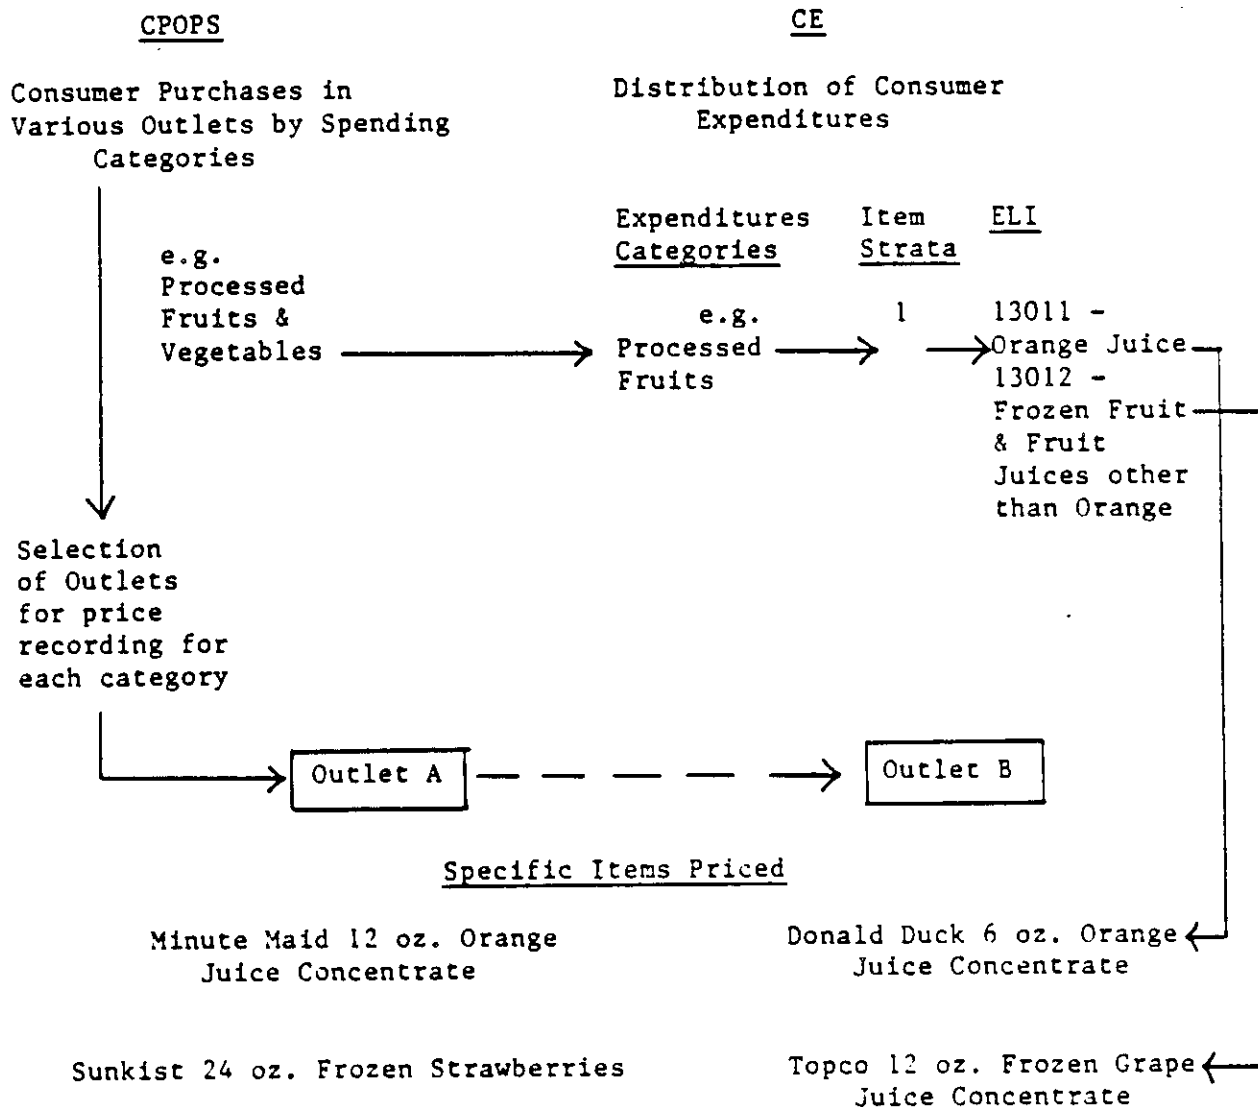 CPOPS
Consumer Purchases in
Various Outlets by Spending
Categories
e.g.
Processed
Fruits &
Vegetables
CE
Distribution of Consumer
Expenditures
Expenditures
Categories
e.g.
Processed
Fruits
Item
Strata
1
ELI
13011 -
Orange Juice
13012 -
Frozen Fruit
& Fruit
Juices other
than Orange
Selection
of Outlets
for price
recording for
each category
Outlet A
Outlet B
Specific Items Priced
Minute Maid 12 oz. Orange
Juice Concentrate
Donald Duck 6 oz. Orange
Juice Concentrate
Sunkist 24 oz. Frozen Strawberries
Topco 12 oz. Frozen Grape
Juice Concentrate